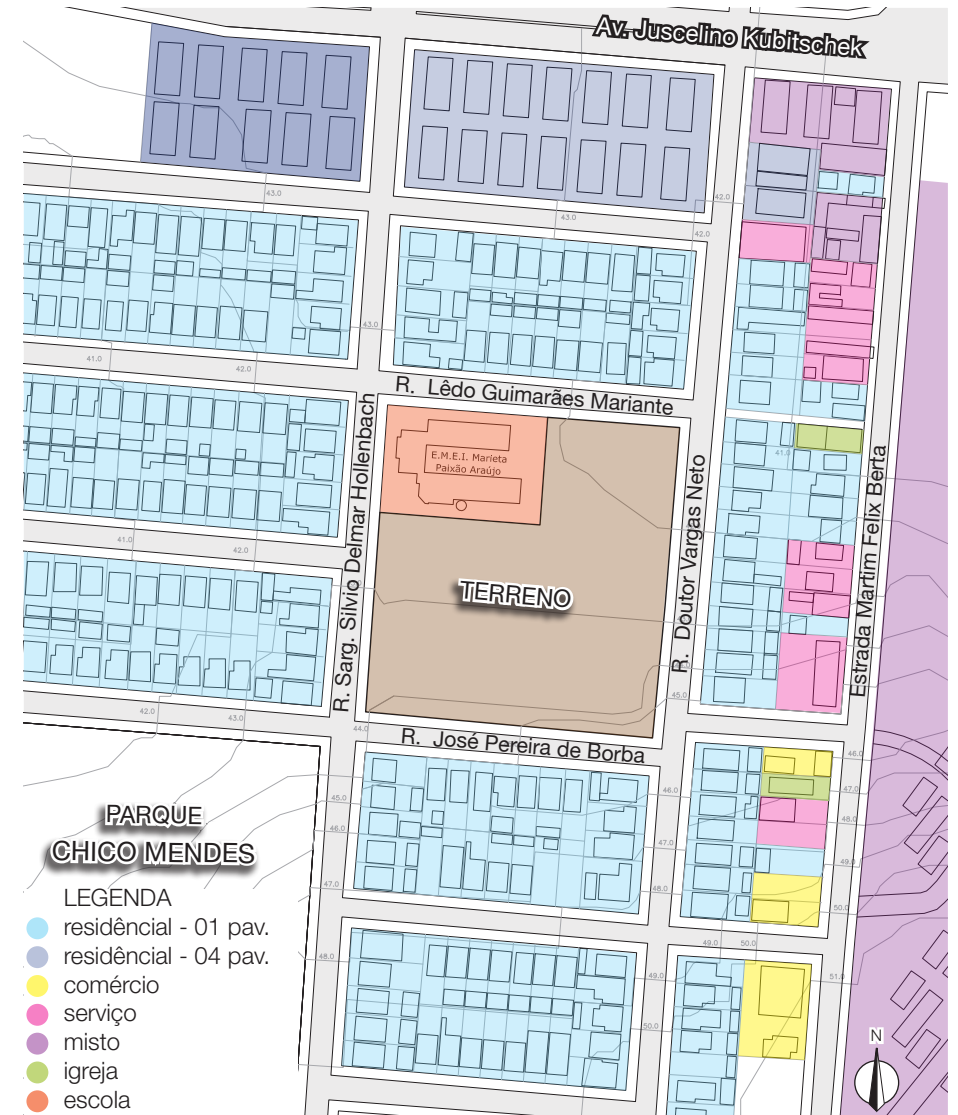 Av. Juscelino Kubitschek
43.0
43.0
42.0
42.0
43.0
41.0
42.0
R. Lêdo Guimarães Mariante
E.M.E.I. Marieta
Paixão Araújo
R. Sarg. Silvio Delmar Hollenbach
R. Doutor Vargas Neto
Estrada Martim Felix Berta
41.0
41.0
42.0
TERRENO
45.0
42.0
43.0
44.0
R. José Pereira de Borba
46.0
47.0
48.0
49.0
50.0
45.0
46.0
46.0
47.0
47.0
48.0
PARQUE
CHICO MENDES
LEGENDA
residêncial - 01 pav.
residêncial - 04 pav.
comércio
serviço
misto
igreja
escola
48.0
49.0
50.0
49.0
50.0
51.0
N